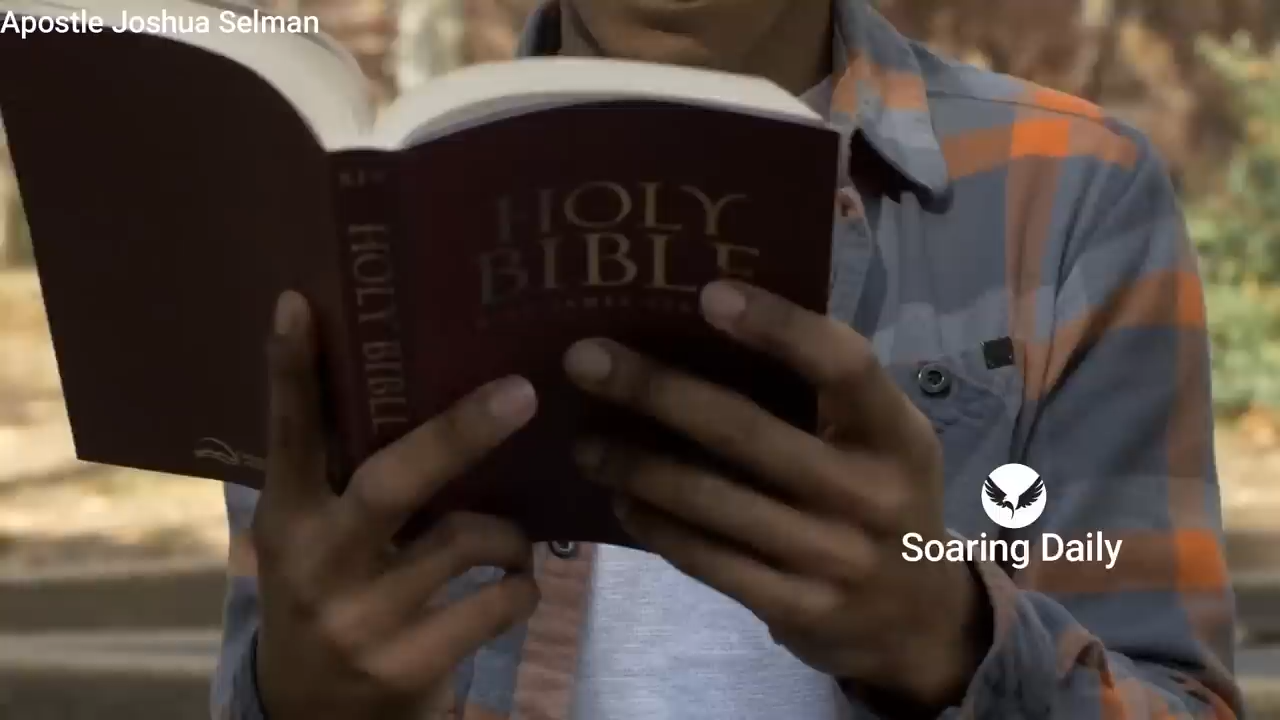 Apostle Joshua Selman
HOLY
BIBLE
HOLY BIBLE
Soaring Daily